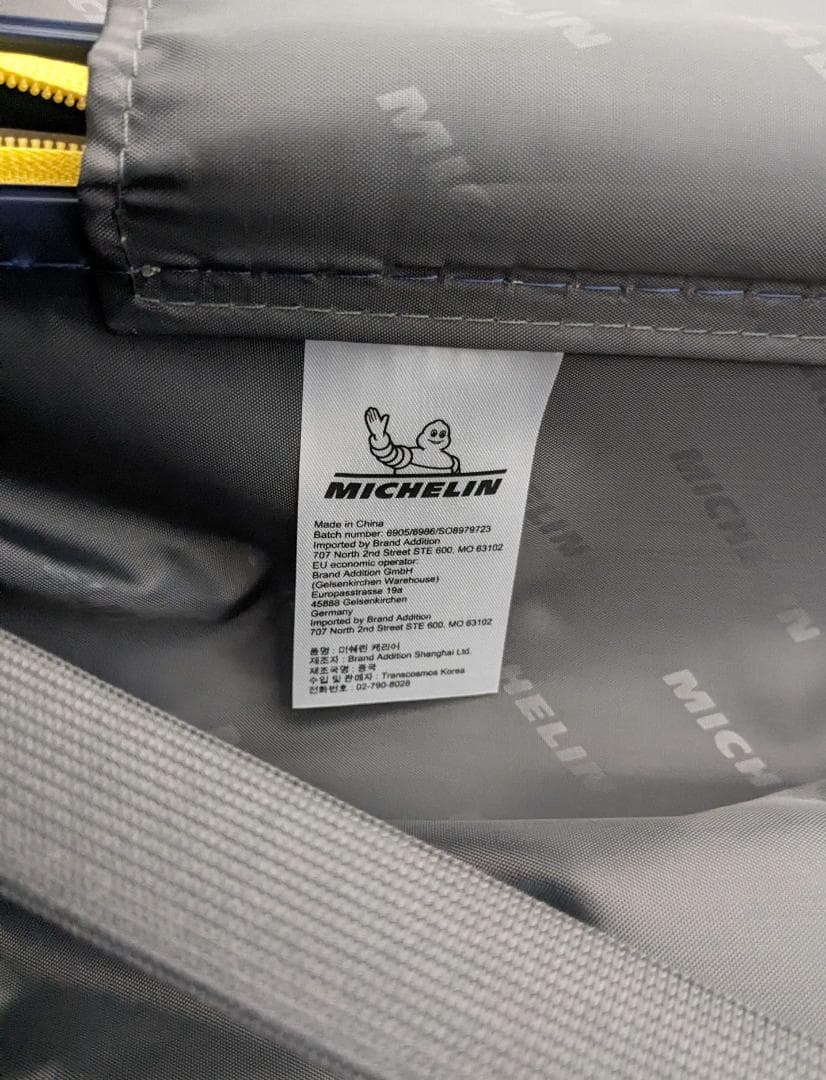 MICHELIN
Made in China
Batch number: 6905/6986/SO8979723
Imported by Brand Addition
707 North 2nd Street STE 600. MO 63102
EU economic operator:
Brand Addition GmbH
(Gelsenkirchen Warehouse)
Europasstrasse 19a
45888 Gelsenkirchen
Germany
Imported by Brand Addition
707 North 2nd Street STE 600. MO 63102
품명 : 미쉐린 캐리어
제조자 : Brand Addition Shanghai Ltd.
제조국명 : 중국
수입 및 판매자 : Transcosmos Korea
전화번호 : 02-790-8028
MICHELIN
HELIN
MICH